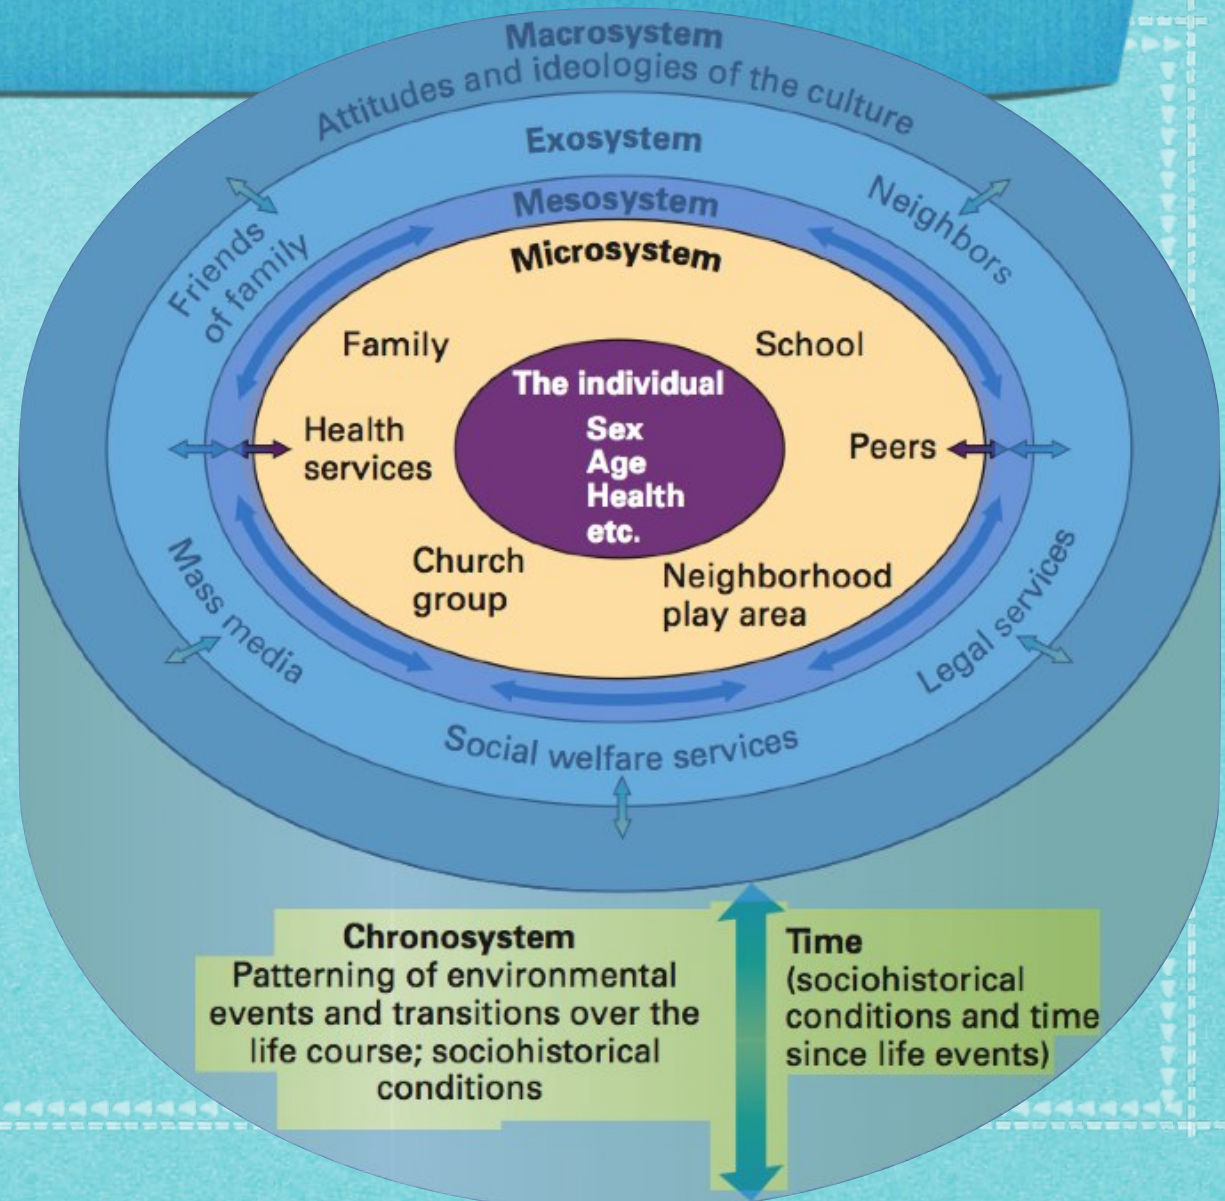 Macrosystem
Attitudes and ideologies of the culture
Exosystem
Mesosystem
Microsystem
Friends
of family
Neighbors
Family
School
The individual
Sex
Age
Health
etc.
Health
services
Peers
Church
group
Neighborhood
play area
Mass media
Legal services
Social welfare services
Chronosystem
Patterning of environmental
events and transitions over the
life course; sociohistorical
conditions
Time
(sociohistorical
conditions and time
since life events)